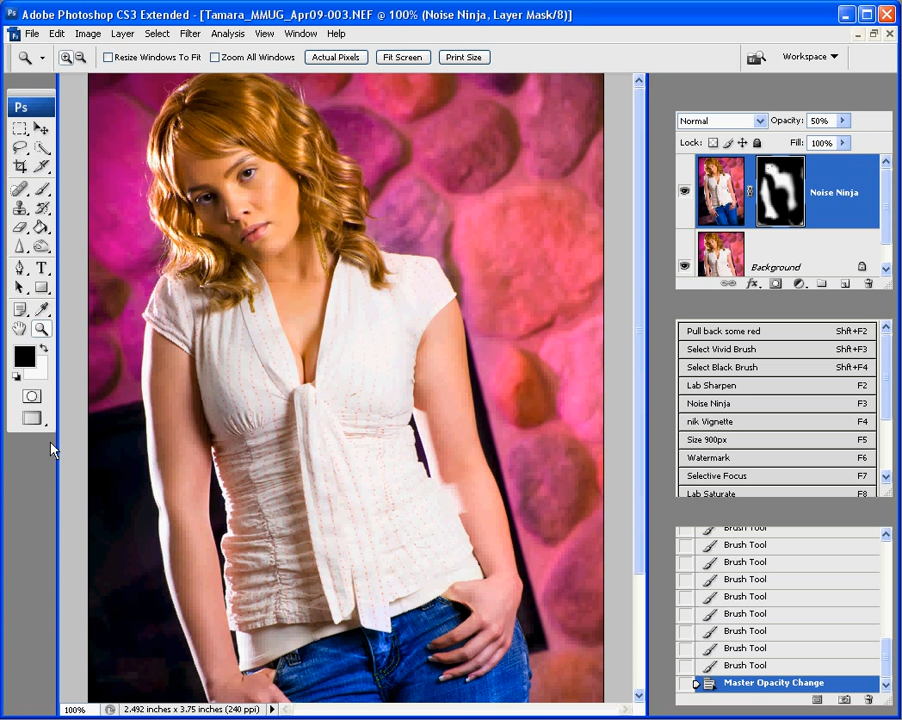 Adobe Photoshop CS3 Extended - [Tamara_MMUG_Apr09-003.NEF @ 100% (Noise Ninja, Layer Mask/8)]
File Edit Image Layer Select Filter Analysis View Window Help
Resize Windows To Fit Zoom All Windows Actual Pixels Fit Screen Print Size Workspace
Ps
Normal Opacity: 50%
Lock: Fill: 100%
Noise Ninja
Background
fx
Pull back some red Shft+F2
Select Vivid Brush Shft+F3
Select Black Brush Shft+F4
Lab Sharpen F2
Noise Ninja F3
nik Vignette F4
Size 900px F5
Watermark F6
Selective Focus F7
Lab Saturate F8
Brush Tool
Brush Tool
Brush Tool
Brush Tool
Brush Tool
Brush Tool
Brush Tool
Brush Tool
Brush Tool
Master Opacity Change
100% 2.492 inches x 3.75 inches (240 ppi)